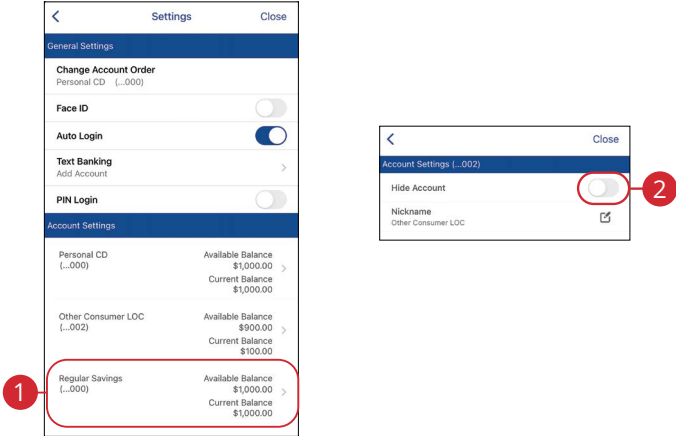 Settings Close
General Settings
Change Account Order
Personal CD (...000)
Face ID
Auto Login
Text Banking
Add Account
PIN Login
Account Settings
Personal CD Available Balance
(...000) $1,000.00
Current Balance
$1,000.00
Other Consumer LOC Available Balance
(...002) $900.00
Current Balance
$100.00
Regular Savings Available Balance
(...000) $1,000.00
Current Balance
$1,000.00
1
Close
Account Settings (...002)
Hide Account
2
Nickname
Other Consumer LOC